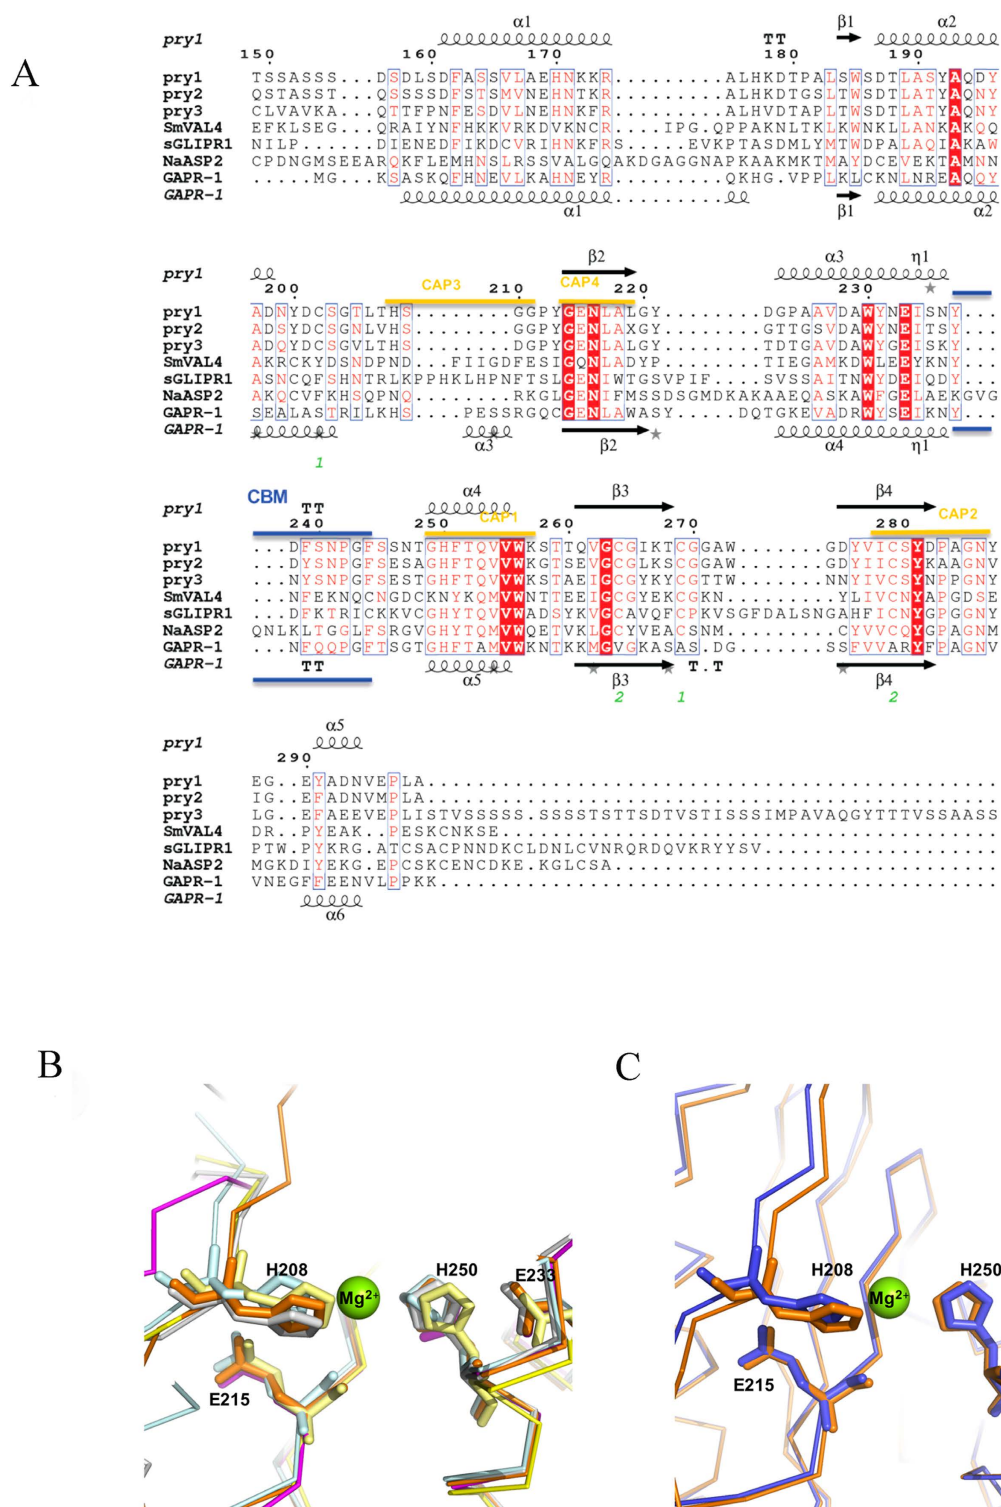 A
pry1 α1 β1 α2
150 160 170 TT 180 190
pry1 TSSASSS...DSDLSDFASSVLAEHNKKR.........ALHKDTPALSWSDTLASYAQDY
pry2 QSTASST...QSSSSDFSTSMVNEHNTKR.........ALHKDTGSLTWSDTLATYAQNY
pry3 CLVAVKA...QTTFPNFESDVLNEHNKFR.........ALHVDTAPLTWSDTLATYAQNY
SmVAL4 EFKLSEG...QRAIYNFHKKVRKDVKNCR....IPG.QPPAKNLTKLKWNKLLANKAKQQ
sGLIPR1 NILP......DIENEDFIKDCVRIHNKFRS.....EVKPTASDMLYMTWDPALAQIAKAW
NaASP2 CPDNGMSEEARQKFLEMHNSLRSSVALGQAKDGAGGNAPKAAKMKTMAYDCEVEKTAMNN
GAPR-1 .....MG...KSASKQFHNEVLKAHNEYR........QKHG.VPPLKLCKNLNREAQQY
GAPR-1 α1 β1 α2
pry1 β2 α3 η1
200 CAP3 210 CAP4 220 230
pry1 ADNYDCSGTLTHS........GGPYGENLALGY........DGPAAVDAWYNEISNY...
pry2 ADSYDCSGNLVHS........GGPYGENLAXGY........GTTGSVDAWYNEITSY...
pry3 ADQYDCSGVLTHS........DGPYGENLALGY........TDTGAVDAWYGEISKY...
SmVAL4 AKRCKYDSNDPND...FIIGDFESIGQNLADYP........TIEGAMKDWLEEYKNY...
sGLIPR1 ASNCQFSHNTRLKPPHKLHPNFTSLGENIWTGSVPIF....SVSSAITNWYDEIQDY...
NaASP2 AKQCVFKHSQPNQ........RKGLGENIFMSSDSGMDKAKAAEQASKAWFGELAEKGVG
GAPR-1 SEALASTRILKHS....PESSRGQCGENLAWASY.....DQTGKEVADRWYSEIKNY...
GAPR-1 α3 β2 α4 η1
1
CBM
pry1 TT α4 β3 β4
240 250 CAP1 260 270 280 CAP2
pry1 ...DFSNPGFSSNTGHFTQVVWKSTTQVGCGIKTCGGAW.......GDYVICSYDPAGNY
pry2 ...DYSNPGFSESAGHFTQVVWKGTSEVGCGLKSCGGEW.......GDYIICSYKAAGNV
pry3 ...NYSNPGFSESTGHFTQVVWKSTAEIGCGYKYCGTTW.......NNYIVCSYNPPGNY
SmVAL4 ...NFEKNQCNGDCKNYKQMVWNTTEEIGCGYEKCGKN.........YLIVCNYAPGDSE
sGLIPR1 ...DFKTRICKKVCGHYTQVVWADSYKVGCAVQFCPKVSGFDALSNGAHFICNYGPGGNY
NaASP2 QNLKLTGGLFSRGVGHYTQMVWQETVKLGCYVEACSNM.........CYVVCQYGPAGNM
GAPR-1 ...NFQQPGFTSGTGHFTAMVWKNTKKMGVGKASAS.DG.......SSFVVARYFPAGNV
GAPR-1 TT α5 β3 T.T β4
2 1 2
pry1 α5
290
pry1 EG..EYADNVEPLA..............................................
pry2 IG..EFADNVMPLA..............................................
pry3 LG..EFAEEVEPLISTVSSSSSSSTSTTSDTVSTISSSIMPAVAQGYTTTVSSAASS
SmVAL4 DR..PYEAK..PESKCNKSE........................................
sGLIPR1 PTW.PYKRG.ATCSACPNNDKCLDNLCVNRQRDQVKRYYSV...................
NaASP2 MGKDIYEKG.EPCSKCENCDKE.KGLCSA...............................
GAPR-1 VNEGFFEENVLPPKK.............................................
GAPR-1 α6
B
C
H208
Mg2+
H250
E233
E215
H208
Mg2+
H250
E215